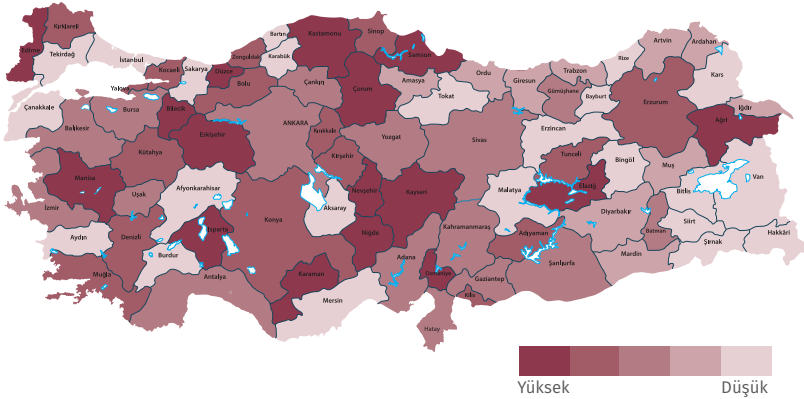 Edirne
Kırklareli
Tekirdağ
İstanbul
Kocaeli
Yalova
Sakarya
Düzce
Zonguldak
Bartın
Karabük
Kastamonu
Sinop
Samsun
Bolu
Çankırı
Çorum
Amasya
Tokat
Ordu
Giresun
Trabzon
Gümüşhane
Rize
Bayburt
Artvin
Ardahan
Kars
Iğdır
Ağrı
Erzurum
Erzincan
Çanakkale
Balıkesir
Bursa
Bilecik
Eskişehir
Kütahya
ANKARA
Kırıkkale
Yozgat
Sivas
Kırşehir
Nevşehir
Kayseri
Tunceli
Bingöl
Muş
Elazığ
Bitlis
Van
Manisa
Uşak
Afyonkarahisar
İzmir
Aydın
Denizli
Isparta
Burdur
Muğla
Antalya
Konya
Aksaray
Niğde
Karaman
Mersin
Adana
Osmaniye
Hatay
Kahramanmaraş
Malatya
Adıyaman
Gaziantep
Kilis
Şanlıurfa
Diyarbakır
Mardin
Batman
Siirt
Şırnak
Hakkâri
Yüksek
Düşük